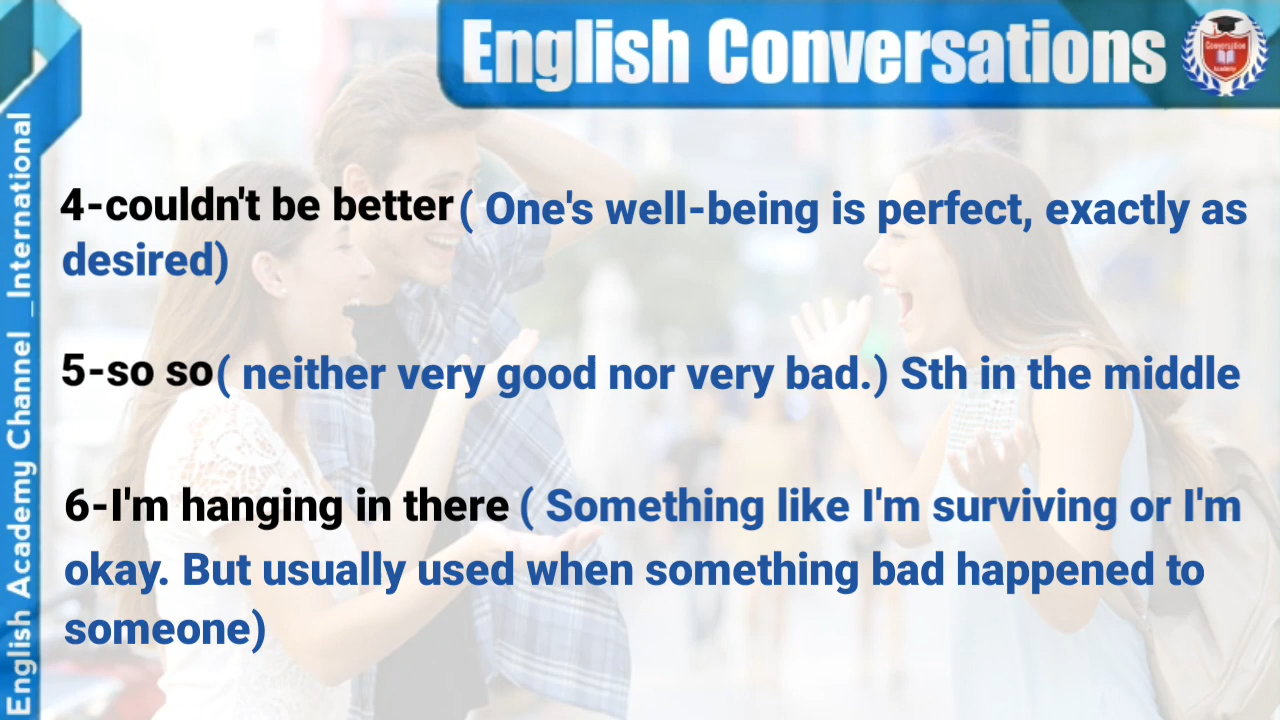 English Conversations
Conversation
Academy
English Academy Channel _International
4-couldn't be better ( One's well-being is perfect, exactly as
desired)
5-so so ( neither very good nor very bad.) Sth in the middle
6-I'm hanging in there ( Something like I'm surviving or I'm
okay. But usually used when something bad happened to
someone)